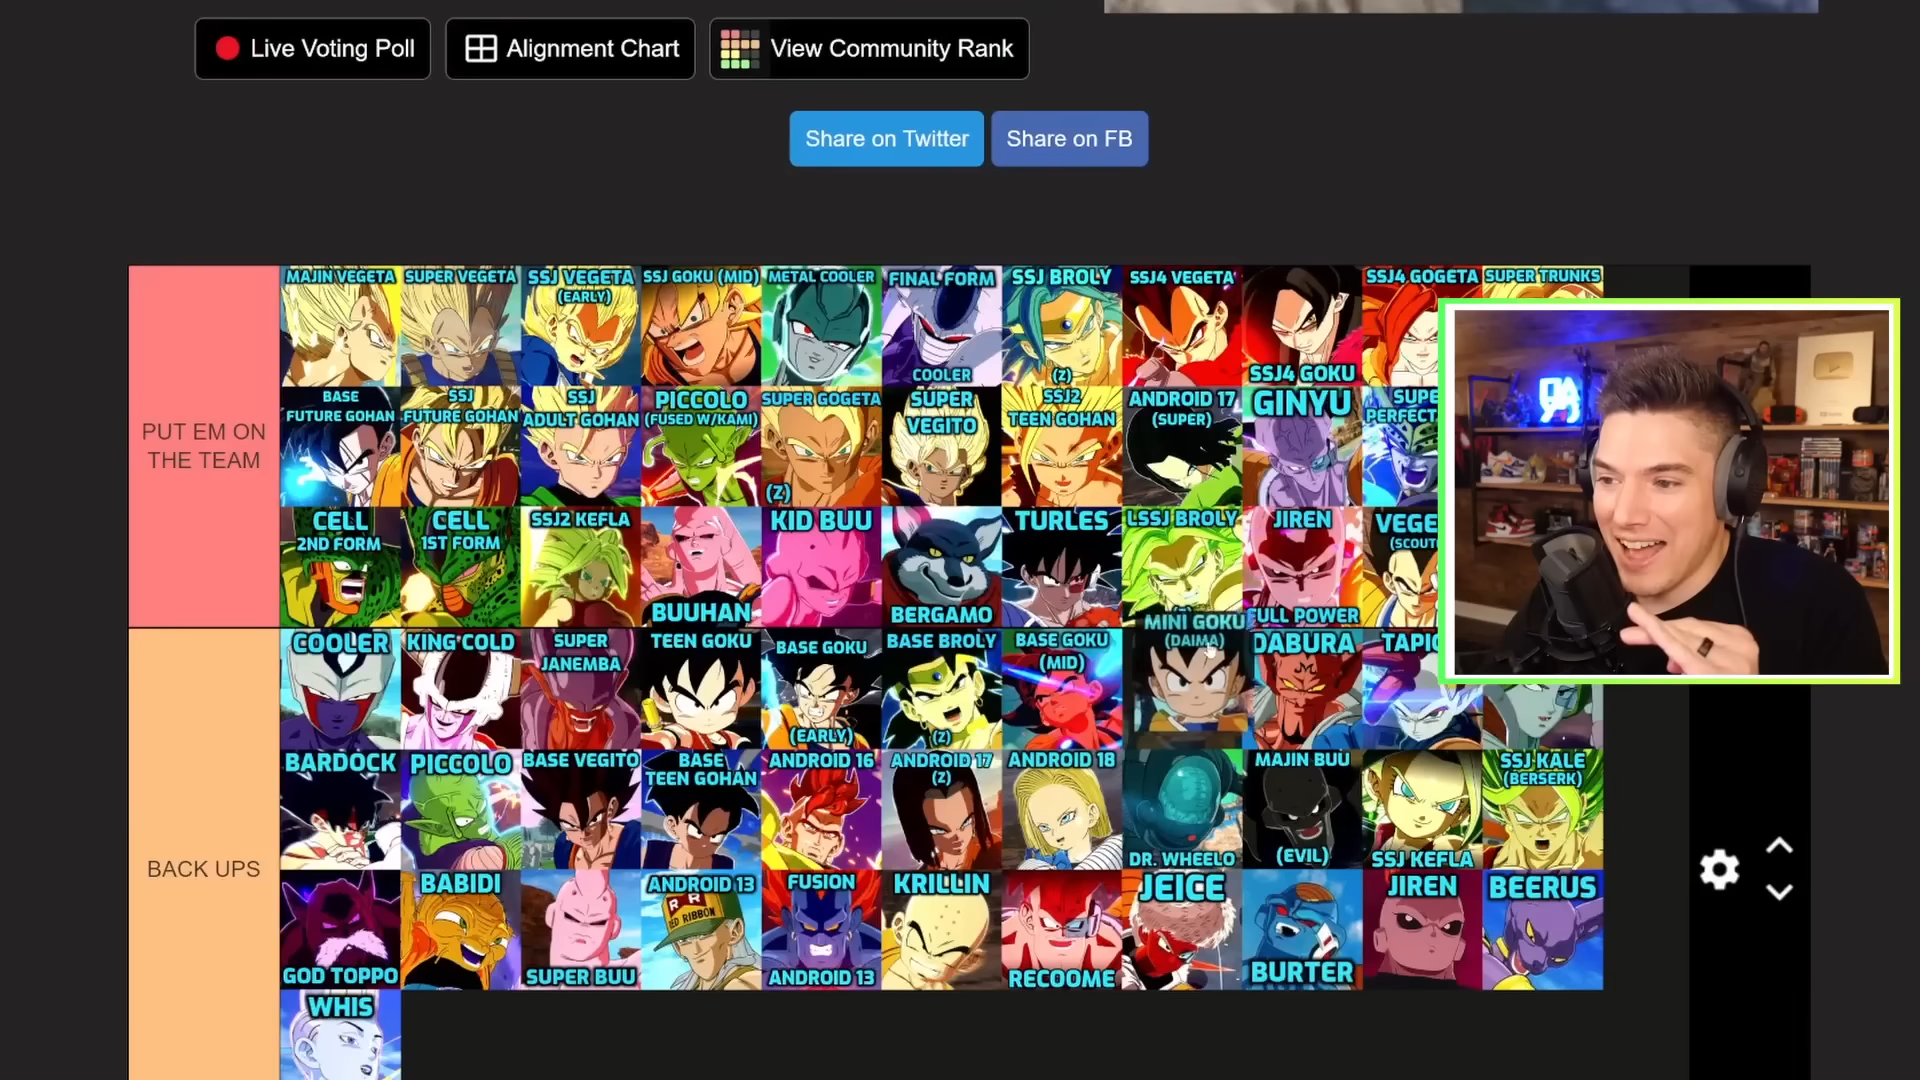 Live Voting Poll Alignment Chart View Community Rank
Share on Twitter Share on FB
PUT EM ON
THE TEAM
MAJIN VEGETA
SUPER VEGETA
SSJ VEGETA
(EARLY)
SSJ GOKU (MID)
METAL COOLER
FINAL FORM
COOLER
SSJ BROLY
(Z)
SSJ4 VEGETA
SSJ4 GOKU
SSJ4 GOGETA
SUPER TRUNKS
BASE
FUTURE GOHAN
SSJ
FUTURE GOHAN
SSJ
ADULT GOHAN
PICCOLO
(FUSED W/KAMI)
SUPER GOGETA
(Z)
SUPER
VEGITO
SSJ2
TEEN GOHAN
ANDROID 17
(SUPER)
GINYU
SUPE
PERFECT
CELL
2ND FORM
CELL
1ST FORM
SSJ2 KEFLA
BUUHAN
KID BUU
BERGAMO
TURLES
LSSJ BROLY
JIREN
FULL POWER
VEGE
(SCOUT
BACK UPS
COOLER
KING COLD
SUPER
JANEMBA
TEEN GOKU
BASE GOKU
(EARLY)
BASE BROLY
(Z)
BASE GOKU
(MID)
MINI GOKU
(DAIMA)
DABURA
TAPIO
BARDOCK
PICCOLO
BASE VEGITO
BASE
TEEN GOHAN
ANDROID 16
ANDROID 17
(Z)
ANDROID 18
DR. WHEELO
MAJIN BUU
(EVIL)
SSJ KEFLA
SSJ KALE
(BERSERK)
GOD TOPPO
BABIDI
SUPER BUU
ANDROID 13
RED RIBBON
FUSION
ANDROID 13
KRILLIN
RECOOME
JEICE
BURTER
JIREN
BEERUS
WHIS